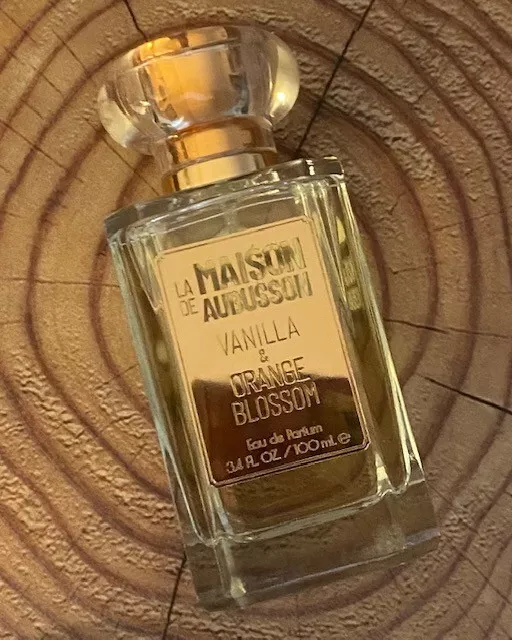 LA MAISON
DE AUBUSSON
VANILLA
&
ORANGE
BLOSSOM
Eau de Parfum
3.4 FL. OZ. / 100 ml. e